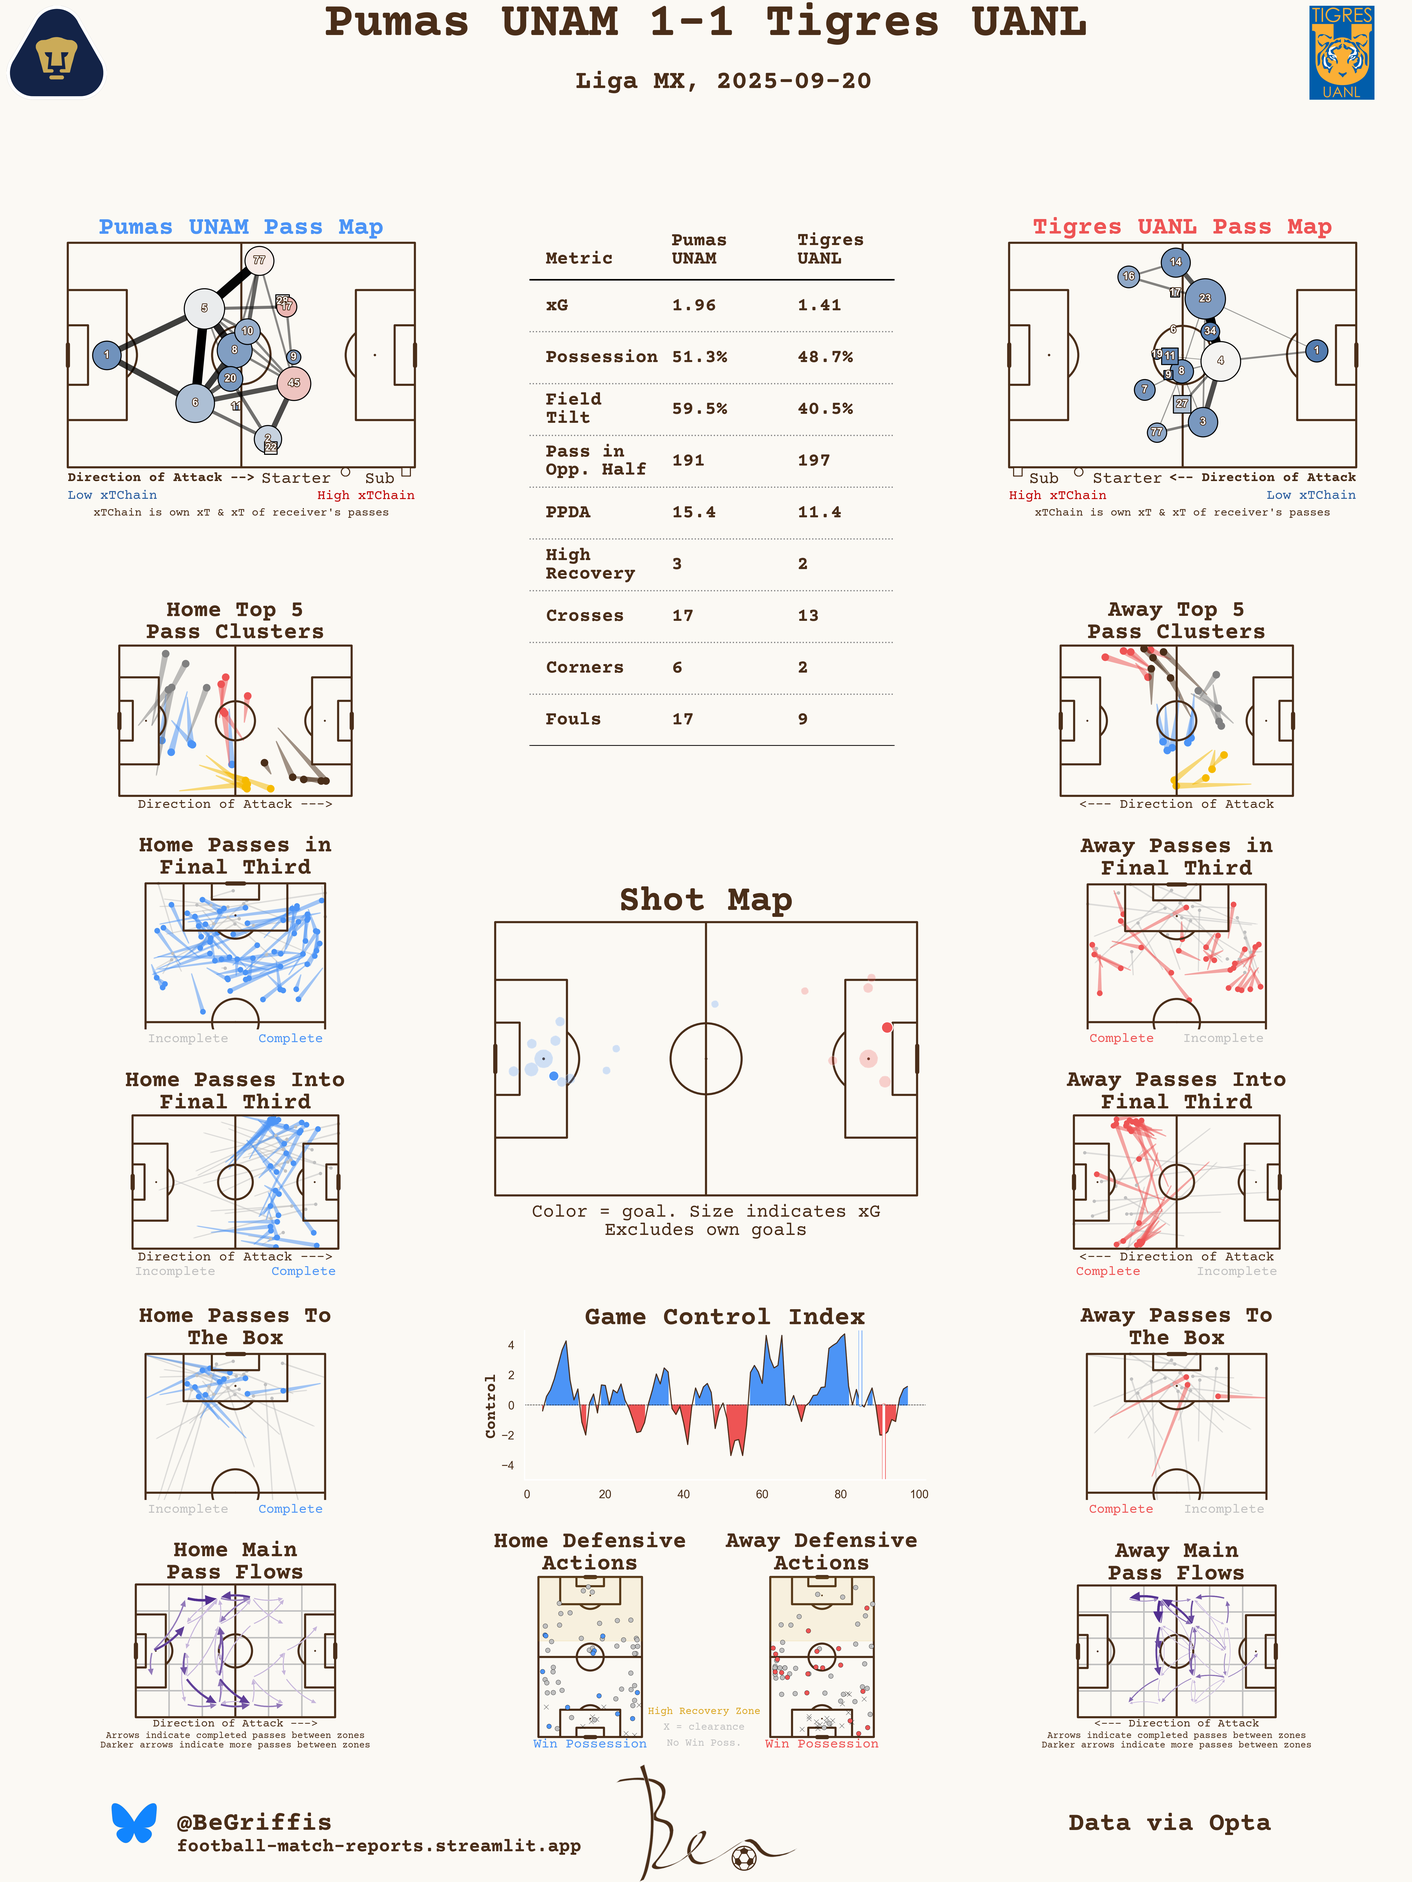 Pumas UNAM 1-1 Tigres UANL
Liga MX, 2025-09-20
TIGRES
UANL
Pumas UNAM Pass Map
77
5
29
17
10
1
8
9
20
45
6
11
2
22
Direction of Attack --> Starter Sub
Low xTChain High xTChain
xTChain is own xT & xT of receiver's passes
Metric Pumas UNAM Tigres UANL
xG 1.96 1.41
Possession 51.3% 48.7%
Field Tilt 59.5% 40.5%
Pass in Opp. Half 191 197
PPDA 15.4 11.4
High Recovery 3 2
Crosses 17 13
Corners 6 2
Fouls 17 9
Tigres UANL Pass Map
14
16
17
23
6
34
19
11
1
4
9
8
7
27
3
77
Sub Starter <-- Direction of Attack
High xTChain Low xTChain
xTChain is own xT & xT of receiver's passes
Home Top 5
Pass Clusters
Direction of Attack --->
Away Top 5
Pass Clusters
<--- Direction of Attack
Home Passes in
Final Third
Incomplete Complete
Away Passes in
Final Third
Complete Incomplete
Shot Map
Color = goal. Size indicates xG
Excludes own goals
Home Passes Into
Final Third
Direction of Attack --->
Incomplete Complete
Away Passes Into
Final Third
<--- Direction of Attack
Complete Incomplete
Home Passes To
The Box
Incomplete Complete
Game Control Index
Control
4
2
0
−2
−4
0 20 40 60 80 100
Away Passes To
The Box
Complete Incomplete
Home Main
Pass Flows
Direction of Attack --->
Arrows indicate completed passes between zones
Darker arrows indicate more passes between zones
Home Defensive
Actions
Win Possession
High Recovery Zone
X = clearance
No Win Poss.
Away Defensive
Actions
Win Possession
Away Main
Pass Flows
<--- Direction of Attack
Arrows indicate completed passes between zones
Darker arrows indicate more passes between zones
@BeGriffis
football-match-reports.streamlit.app
Ben
Data via Opta